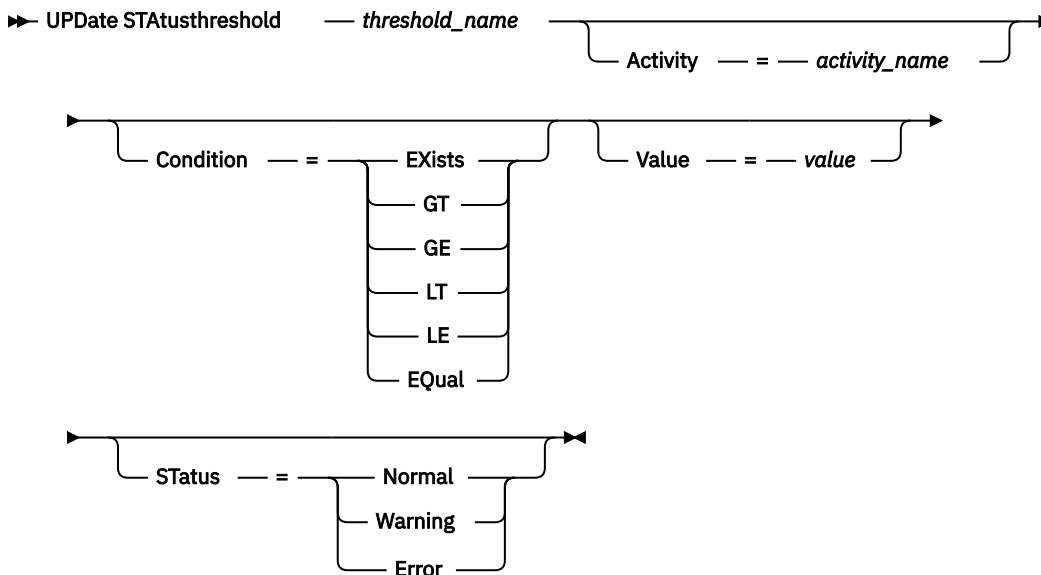 UPDate STAtusthreshold threshold_name
Activity = activity_name
Condition = EXists Value = value
GT
GE
LT
LE
EQual
STatus = Normal
Warning
Error